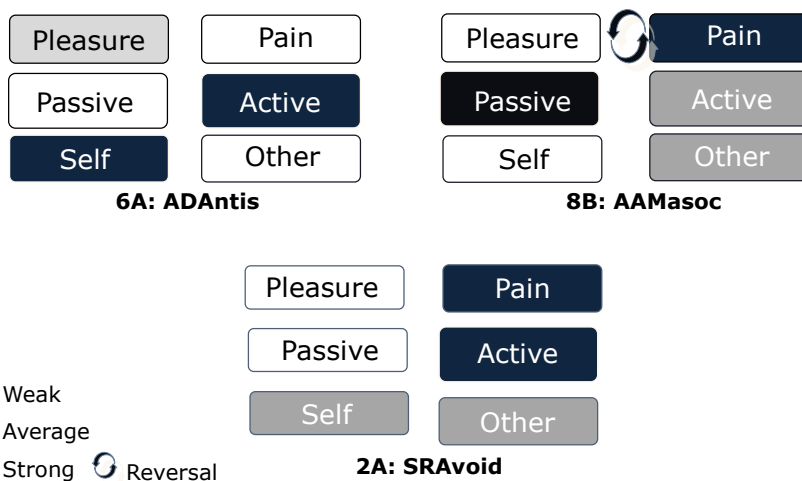 Pleasure Pain
Passive Active
Self Other
6A: ADAntis
Pleasure Pain
Passive Active
Self Other
8B: AAMasoc
Pleasure Pain
Passive Active
Self Other
2A: SRAvoid
Weak
Average
Strong Reversal